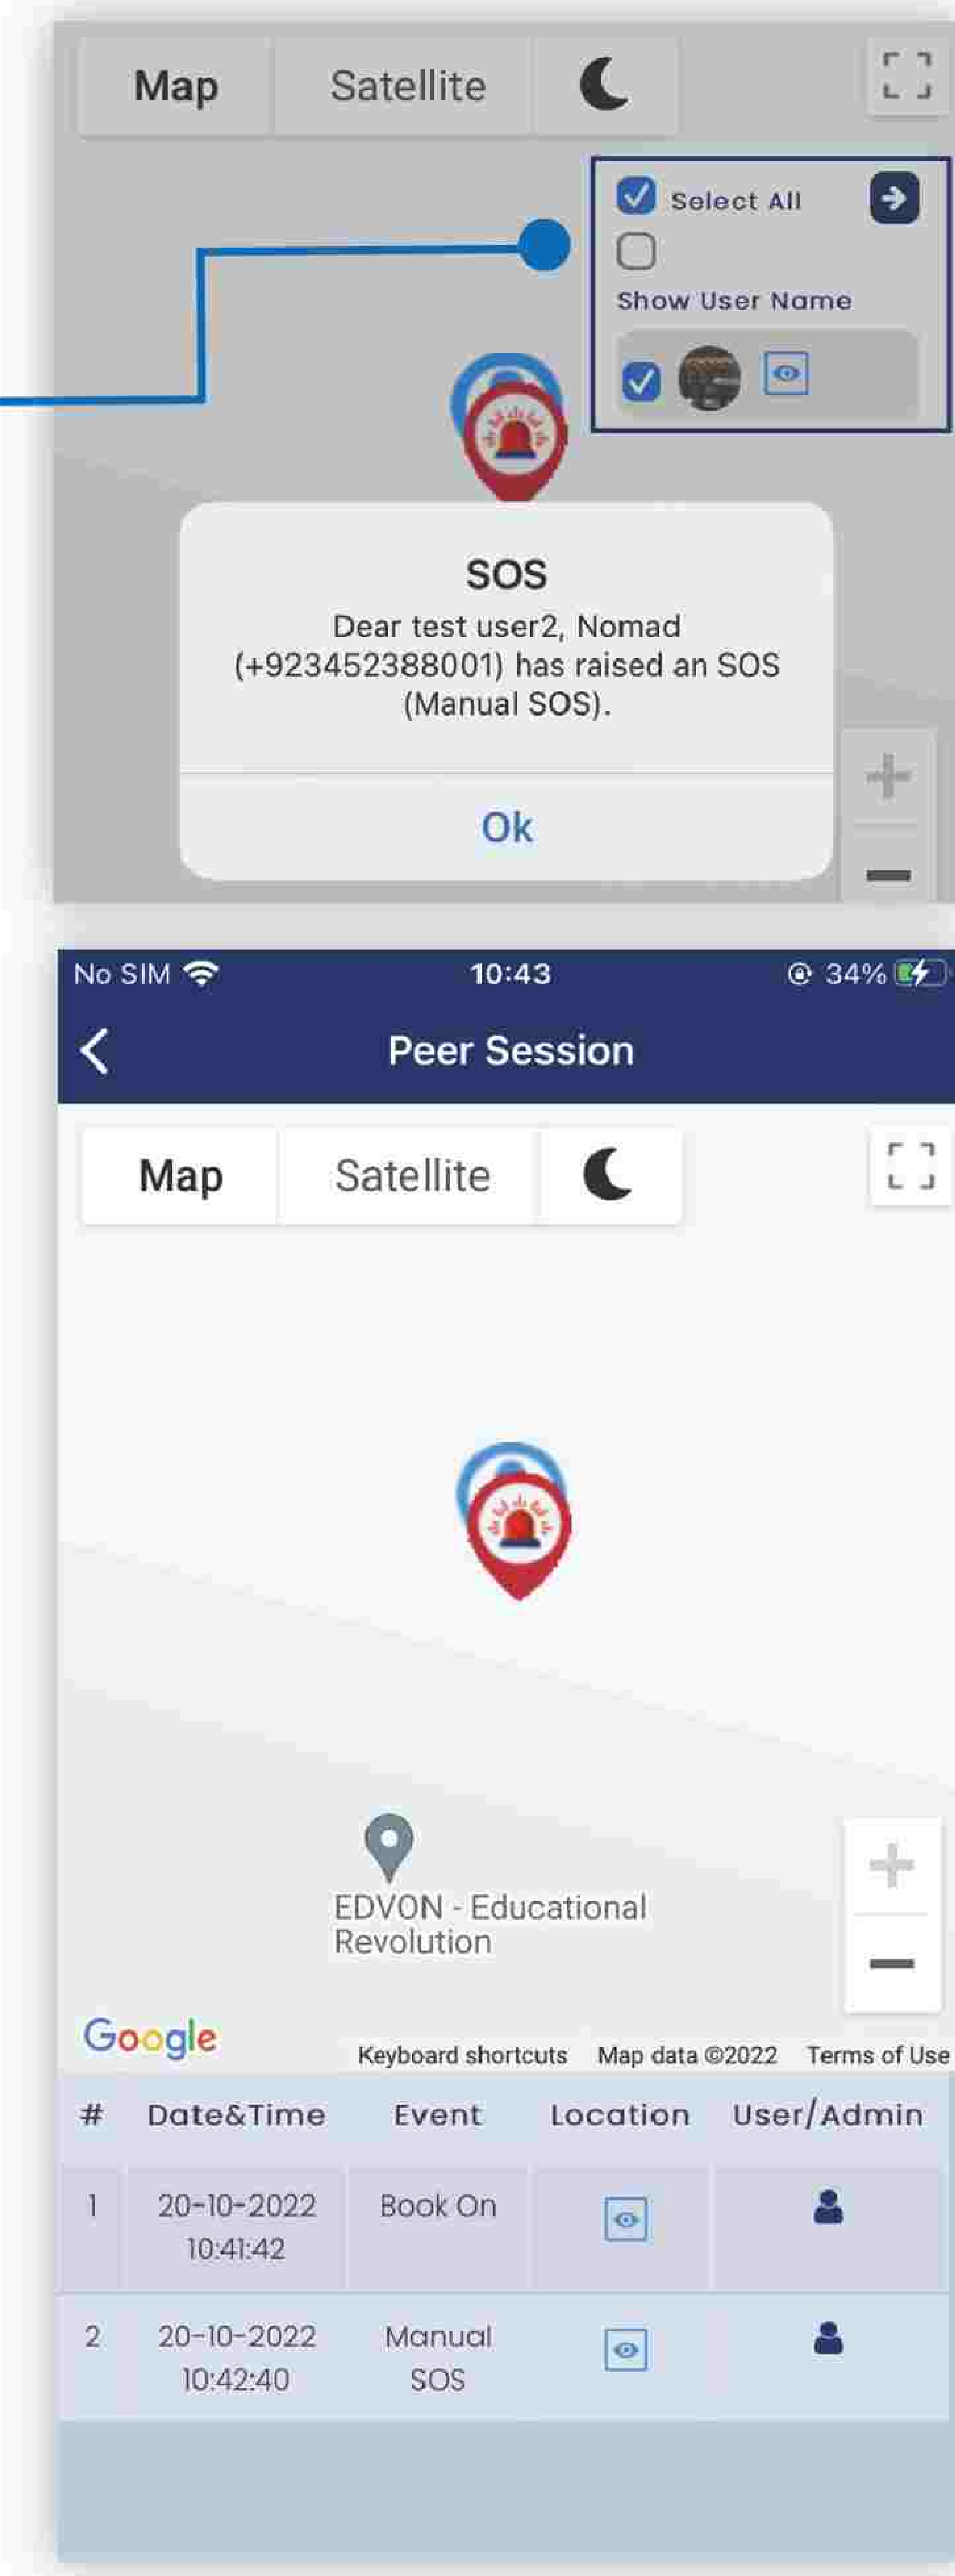 Map Satellite
Select All
Show User Name
SOS
Dear test user2, Nomad
(+923452388001) has raised an SOS
(Manual SOS).
Ok
No SIM 10:43 34%
Peer Session
Map Satellite
EDVON - Educational
Revolution
Google
Keyboard shortcuts Map data ©2022 Terms of Use
# Date&Time Event Location User/Admin
1 20-10-2022 Book On
10:41:42
2 20-10-2022 Manual
10:42:40 SOS